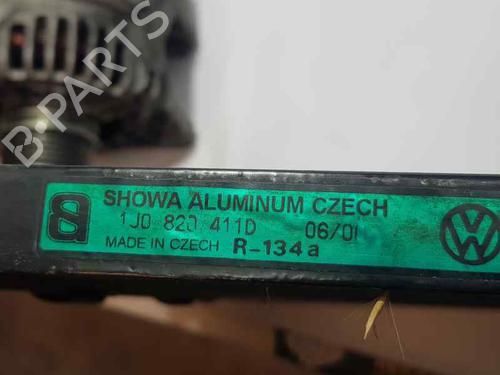 SHOWA ALUMINUM CZECH
1J0 820 411D 06/01
MADE IN CZECH R-134a
B-PARTS